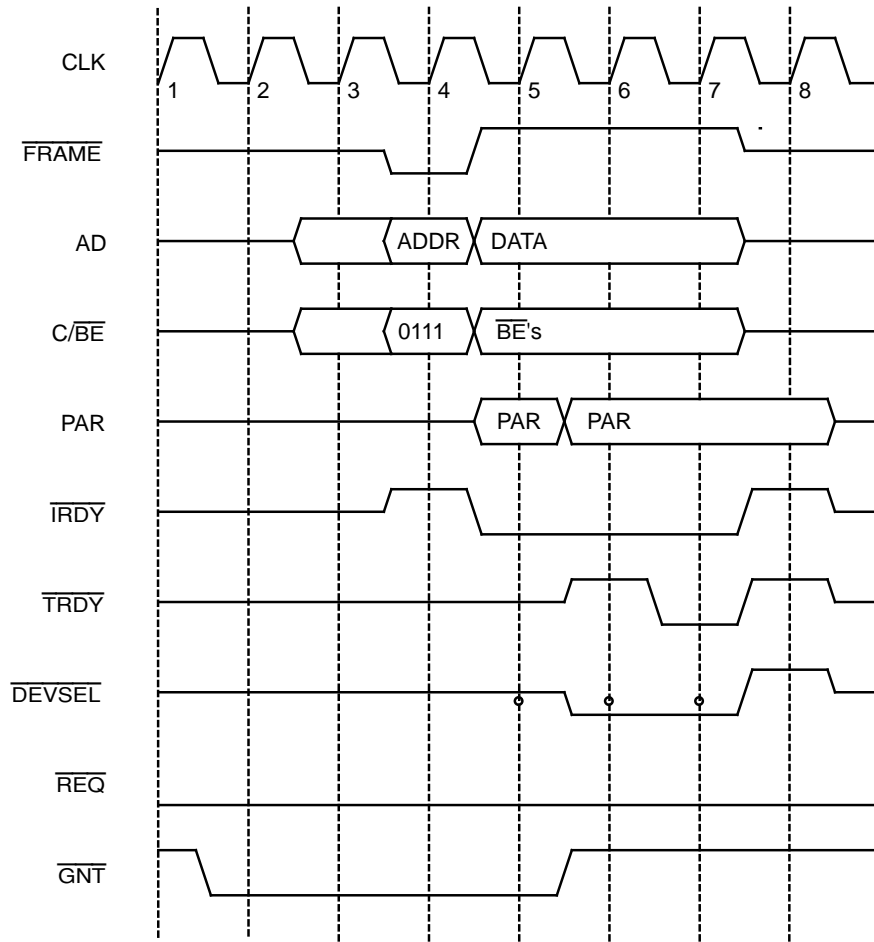 CLK
1 2 3 4 5 6 7 8
FRAME
AD ADDR DATA
C/BE 0111 BE's
PAR PAR PAR
IRDY
TRDY
DEVSEL
REQ
GNT